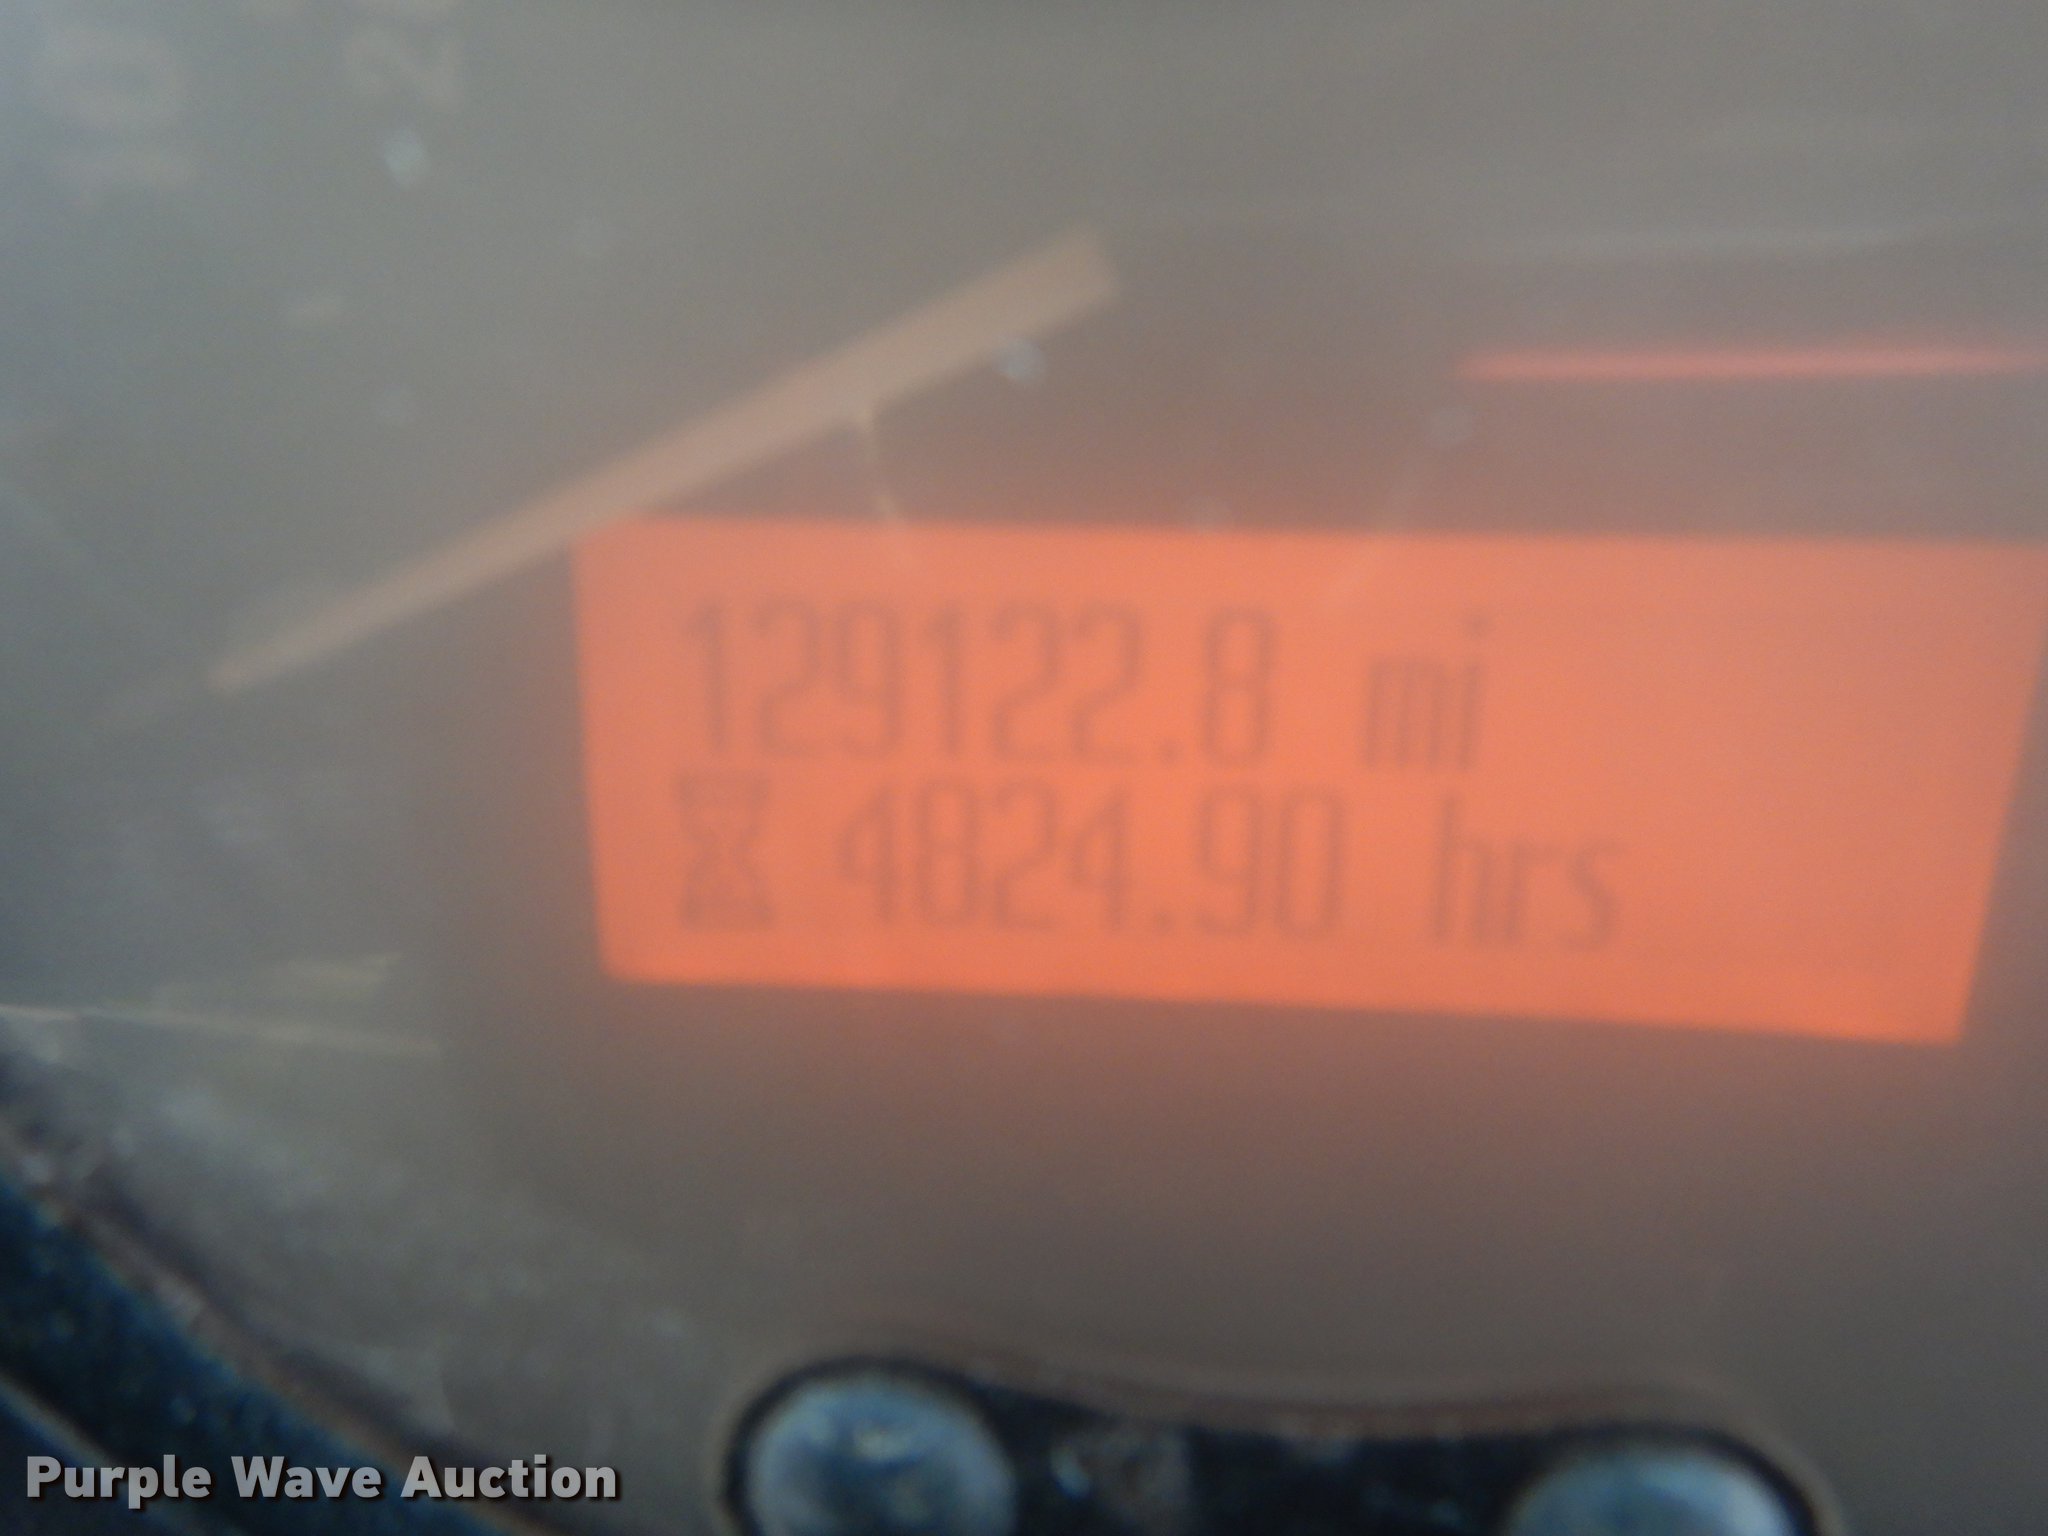 129122.8 mi
4824.90 hrs
Purple Wave Auction